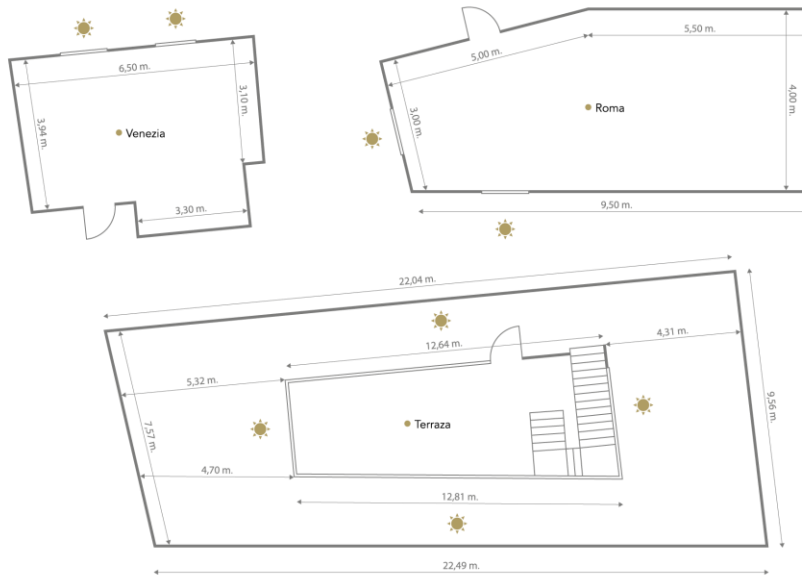 6,50 m.
3,94 m.
3,10 m.
Venezia
3,30 m.
5,00 m.
5,50 m.
3,00 m.
4,00 m.
Roma
9,50 m.
22,04 m.
12,64 m.
4,31 m.
5,32 m.
7,57 m.
9,56 m.
Terraza
4,70 m.
12,81 m.
22,49 m.